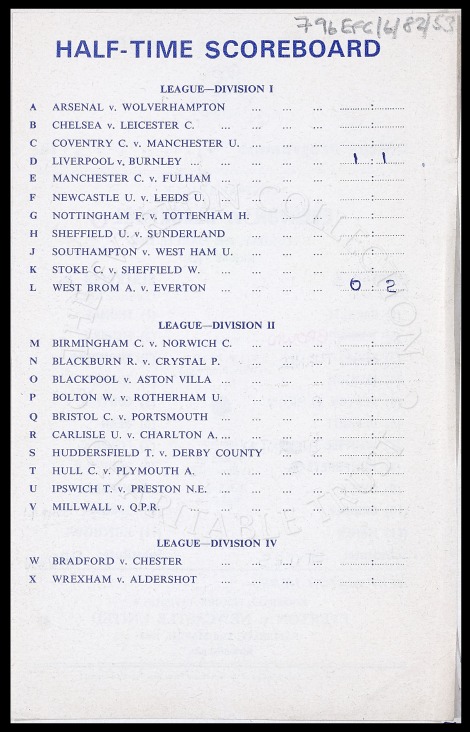 796EFC/6/82/53
HALF-TIME SCOREBOARD
LEAGUE—DIVISION I
A ARSENAL v. WOLVERHAMPTON ... ... ... ............:............
B CHELSEA v. LEICESTER C. ... ... ... ............:............
C COVENTRY C. v. MANCHESTER U. ... ... ............:............
D LIVERPOOL v. BURNLEY ... ... ... ... 1 : 1
E MANCHESTER C. v. FULHAM ... ... ... ............:............
F NEWCASTLE U. v. LEEDS U. ... ... ... ............:............
G NOTTINGHAM F. v. TOTTENHAM H. ... ... ............:............
H SHEFFIELD U. v. SUNDERLAND ... ... ............:............
J SOUTHAMPTON v. WEST HAM U. ... ... ............:............
K STOKE C. v. SHEFFIELD W. ... ... ... ............:............
L WEST BROM A. v. EVERTON ... ... ... 0 : 2
LEAGUE—DIVISION II
M BIRMINGHAM C. v. NORWICH C. ... ... ............:............
N BLACKBURN R. v. CRYSTAL P. ... ... ............:............
O BLACKPOOL v. ASTON VILLA ... ... ... ............:............
P BOLTON W. v. ROTHERHAM U. ... ... ............:............
Q BRISTOL C. v. PORTSMOUTH ... ... ... ............:............
R CARLISLE U. v. CHARLTON A. ... ... ... ............:............
S HUDDERSFIELD T. v. DERBY COUNTY ... ... ............:............
T HULL C. v. PLYMOUTH A. ... ... ... ............:............
U IPSWICH T. v. PRESTON N.E. ... ... ... ............:............
V MILLWALL v. Q.P.R. ... ... ... ............:............
LEAGUE—DIVISION IV
W BRADFORD v. CHESTER ... ... ... ............:............
X WREXHAM v. ALDERSHOT ... ... ... ............:............